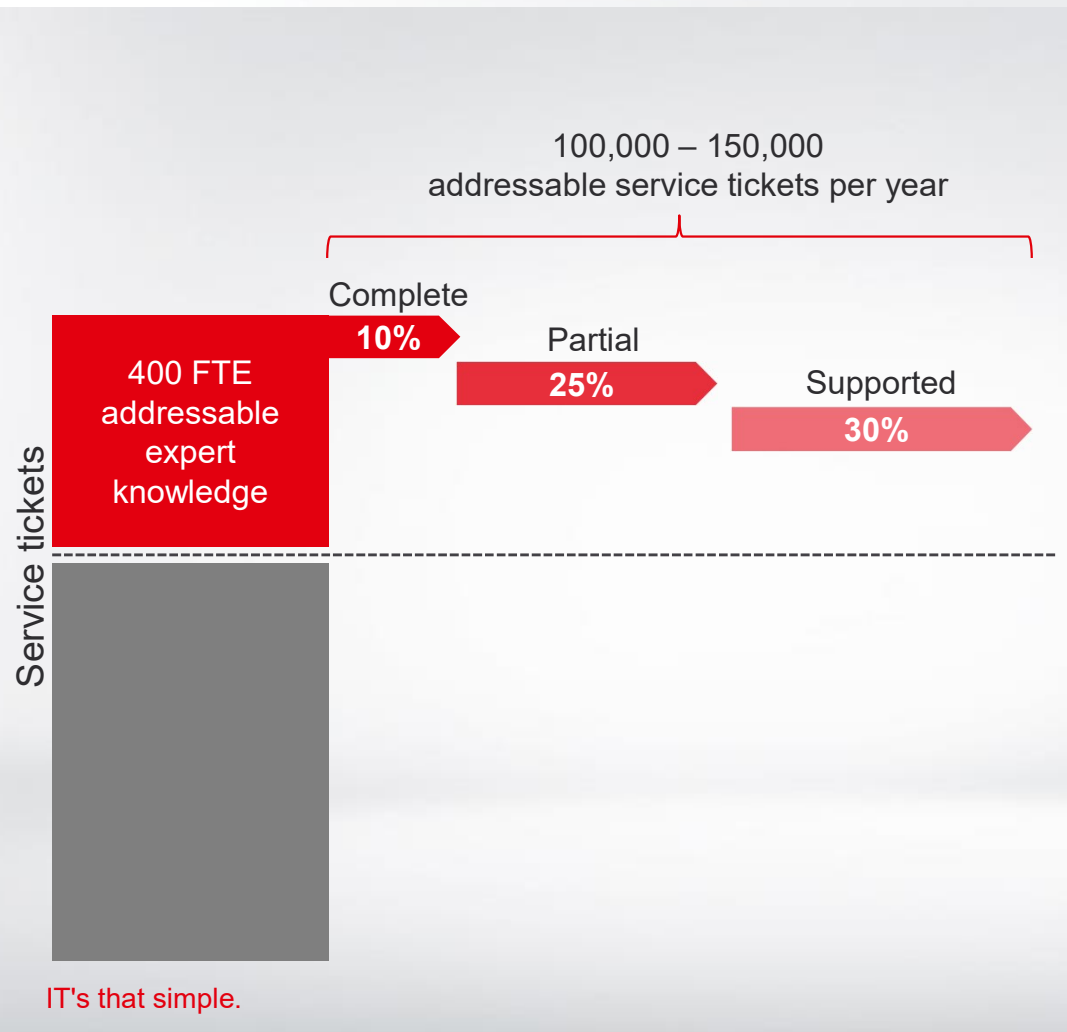 100,000 – 150,000
addressable service tickets per year
Complete
10%
Partial
25%
Supported
30%
400 FTE
addressable
expert
knowledge
Service tickets
IT's that simple.